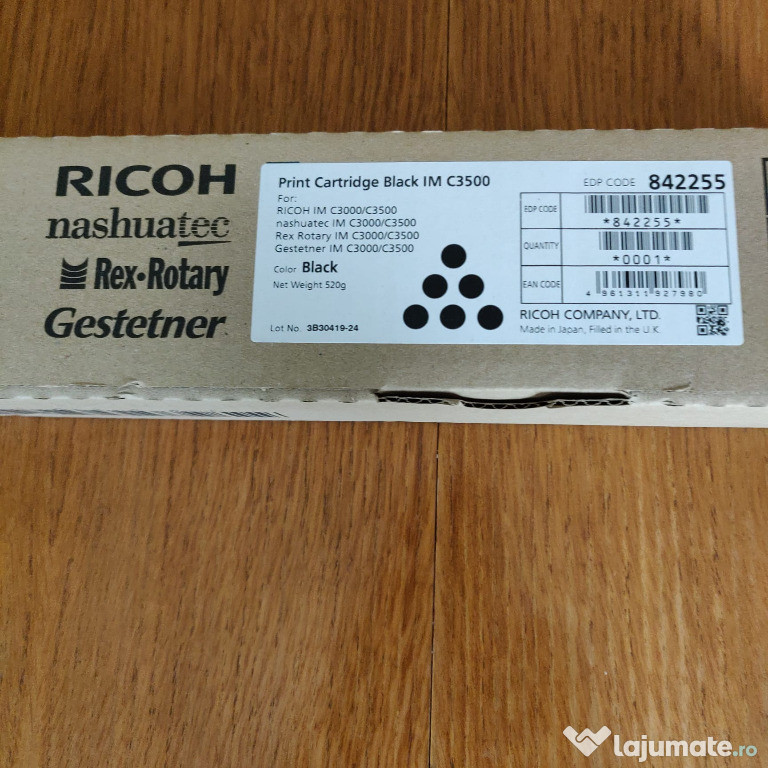 RICOH
nashuatec
Rex·Rotary
Gestetner
Print Cartridge Black IM C3500
For:
RICOH IM C3000/C3500
nashuatec IM C3000/C3500
Rex Rotary IM C3000/C3500
Gestetner IM C3000/C3500
Color Black
Net Weight 520g
Lot No. 3B30419-24
EDP CODE 842255
EDP CODE
*842255*
QUANTITY
*0001*
EAN CODE
4 961311 927980
RICOH COMPANY, LTD.
Made in Japan, Filled in the U.K.
lajumate.ro